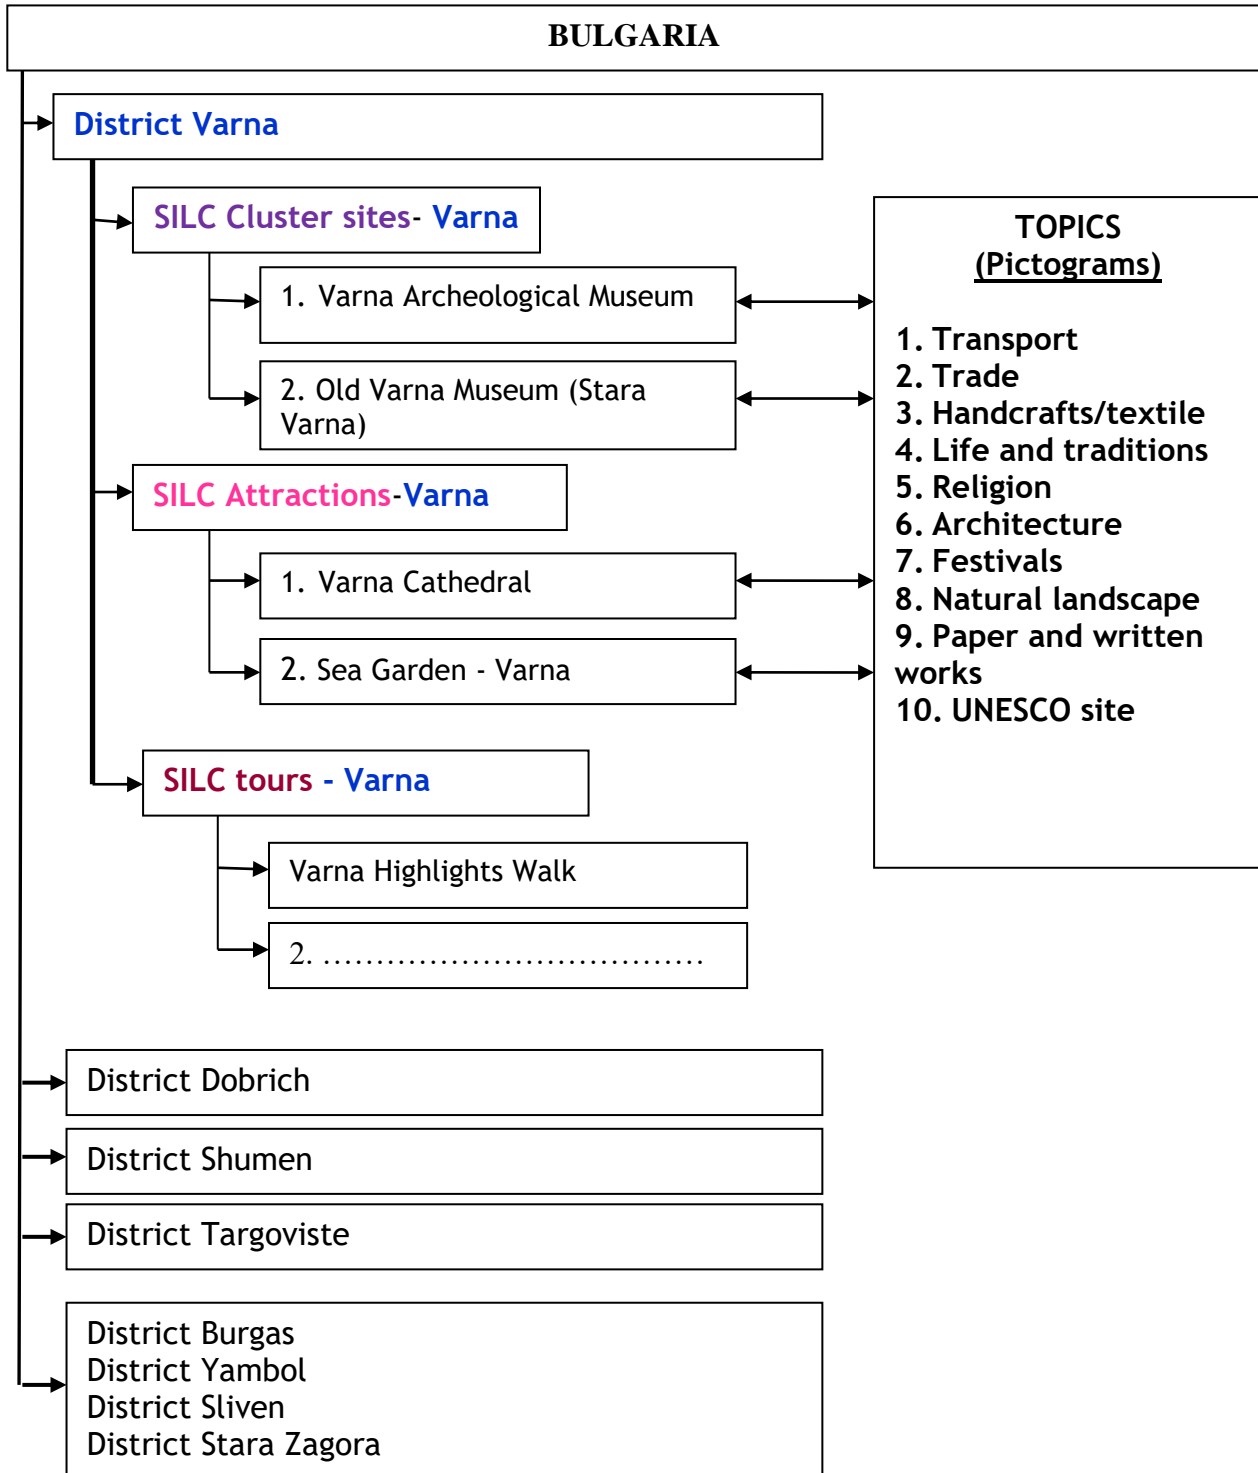 BULGARIA
District Varna
SILC Cluster sites- Varna
1. Varna Archeological Museum
2. Old Varna Museum (Stara
Varna)
SILC Attractions-Varna
1. Varna Cathedral
2. Sea Garden - Varna
SILC tours - Varna
Varna Highlights Walk
2. ………………………………
TOPICS
(Pictograms)
1. Transport
2. Trade
3. Handcrafts/textile
4. Life and traditions
5. Religion
6. Architecture
7. Festivals
8. Natural landscape
9. Paper and written
works
10. UNESCO site
District Dobrich
District Shumen
District Targoviste
District Burgas
District Yambol
District Sliven
District Stara Zagora